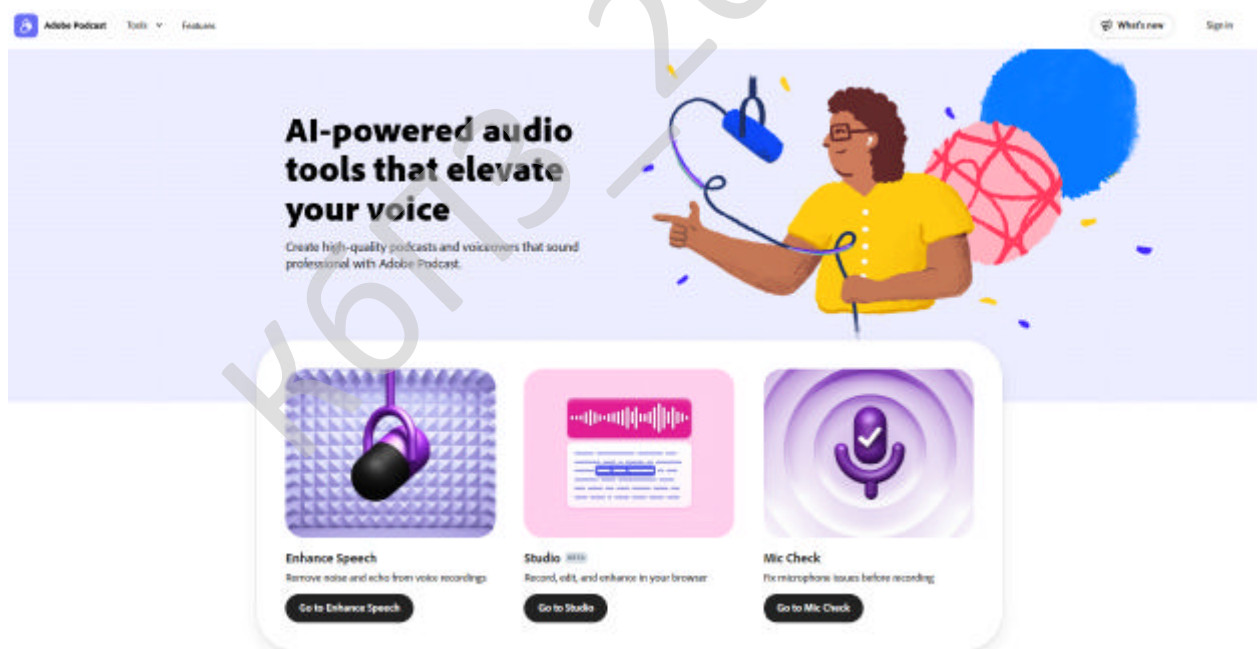 Adobe Podcast Tools Features What's new Sign in
AI-powered audio
tools that elevate
your voice
Create high-quality podcasts and voiceovers that sound
professional with Adobe Podcast.
Enhance Speech
Remove noise and echo from voice recordings
Go to Enhance Speech
Studio BETA
Record, edit, and enhance in your browser
Go to Studio
Mic Check
Fix microphone issues before recording
Go to Mic Check